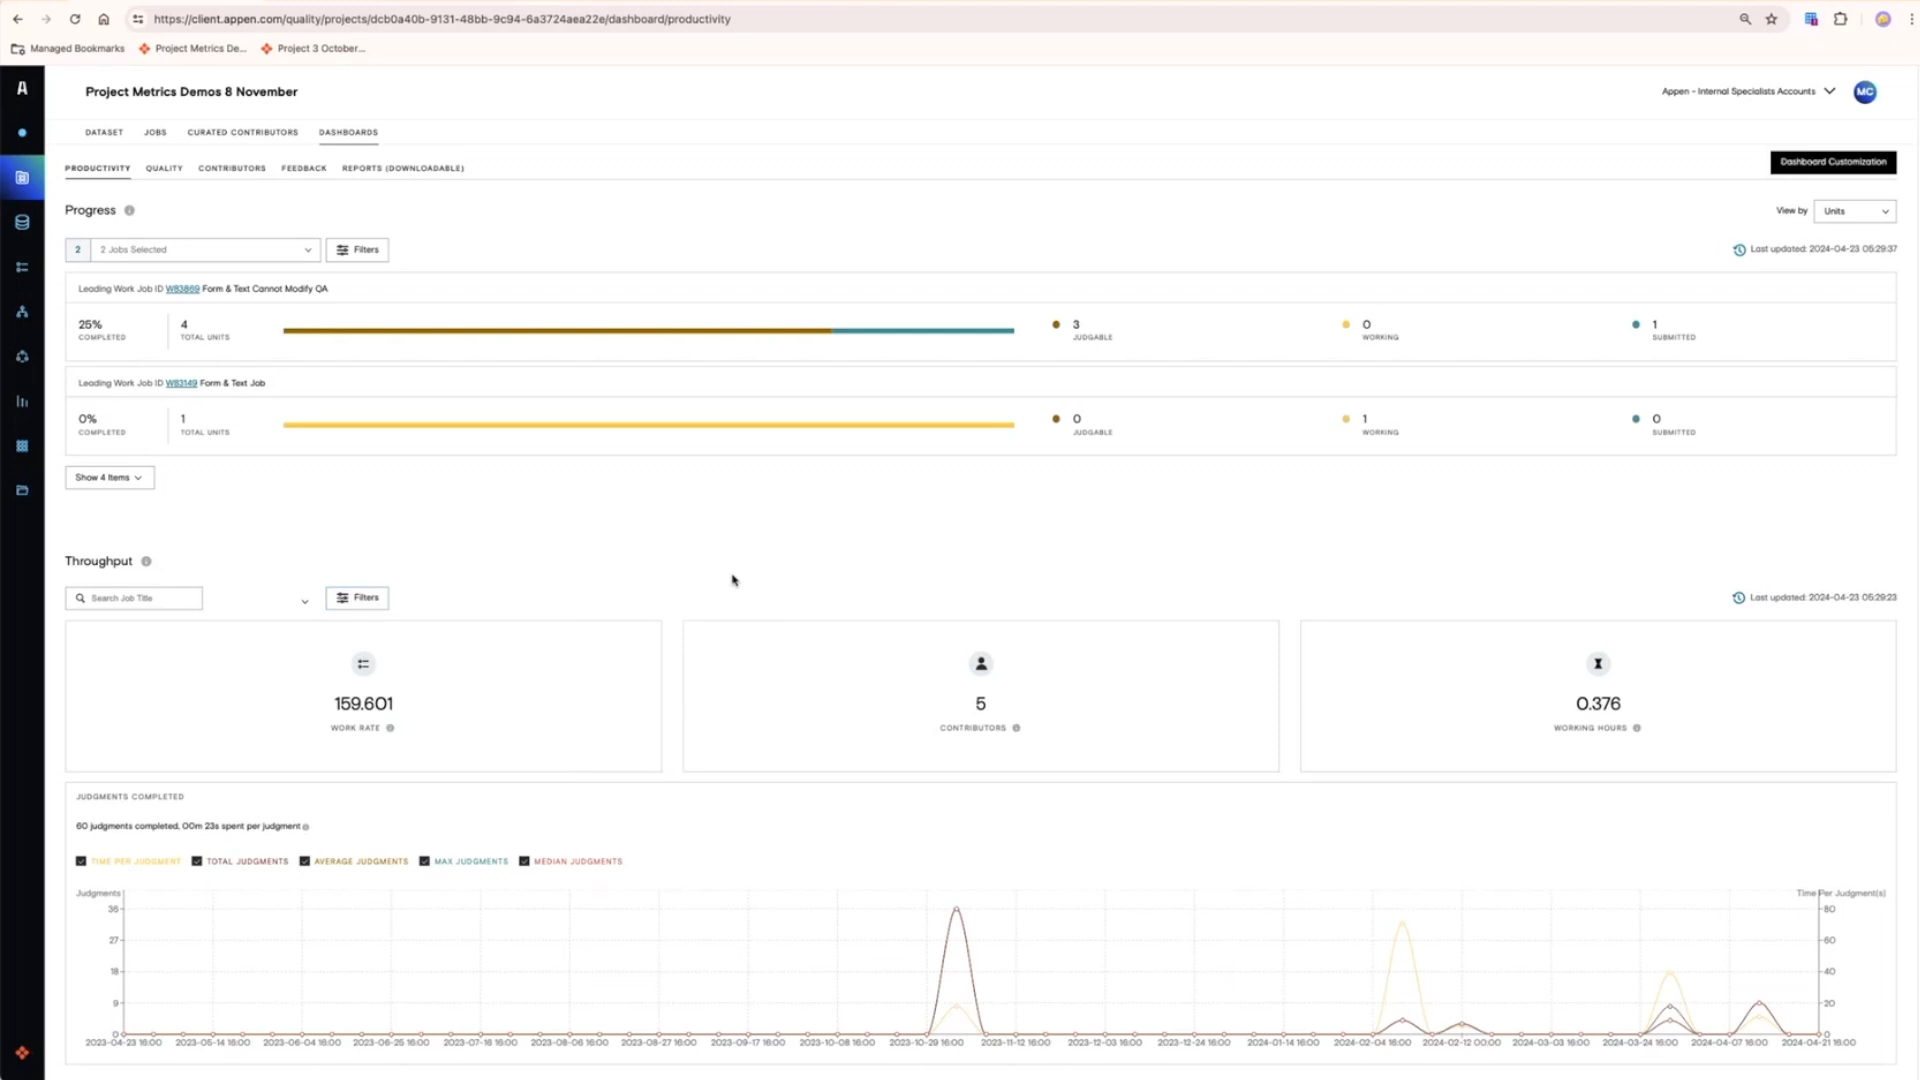 https://client.appen.com/quality/projects/dcb0a40b-9131-48bb-9c94-6a3724aea22e/dashboard/productivity
Managed Bookmarks Project Metrics De... Project 3 October...
A Project Metrics Demos 8 November Appen - Internal Specialists Accounts MC
DATASET JOBS CURATED CONTRIBUTORS DASHBOARDS
PRODUCTIVITY QUALITY CONTRIBUTORS FEEDBACK REPORTS (DOWNLOADABLE) Dashboard Customization
Progress View by Units
2 2 Jobs Selected Filters Last updated: 2024-04-23 05:29:37
Leading Work Job ID W83869 Form & Text Cannot Modify QA
25% 4 3 0 1
COMPLETED TOTAL UNITS JUDGABLE WORKING SUBMITTED
Leading Work Job ID W83149 Form & Text Job
0% 1 0 1 0
COMPLETED TOTAL UNITS JUDGABLE WORKING SUBMITTED
Show 4 Items
Throughput
Search Job Title Filters Last updated: 2024-04-23 05:29:23
159.601 5 0.376
WORK RATE CONTRIBUTORS WORKING HOURS
JUDGMENTS COMPLETED
60 judgments completed, 00m 23s spent per judgment
TIME PER JUDGMENT TOTAL JUDGMENTS AVERAGE JUDGMENTS MAX JUDGMENTS MEDIAN JUDGMENTS
Judgments Time Per Judgment(s)
36 80
27 60
18 40
9 20
0 0
2023-04-23 16:00 2023-05-14 16:00 2023-06-04 16:00 2023-06-25 16:00 2023-07-16 16:00 2023-08-06 16:00 2023-08-27 16:00 2023-09-17 16:00 2023-10-08 16:00 2023-10-29 16:00 2023-11-12 16:00 2023-12-03 16:00 2023-12-24 16:00 2024-01-14 16:00 2024-02-04 16:00 2024-02-12 00:00 2024-03-03 16:00 2024-03-24 16:00 2024-04-07 16:00 2024-04-21 16:00